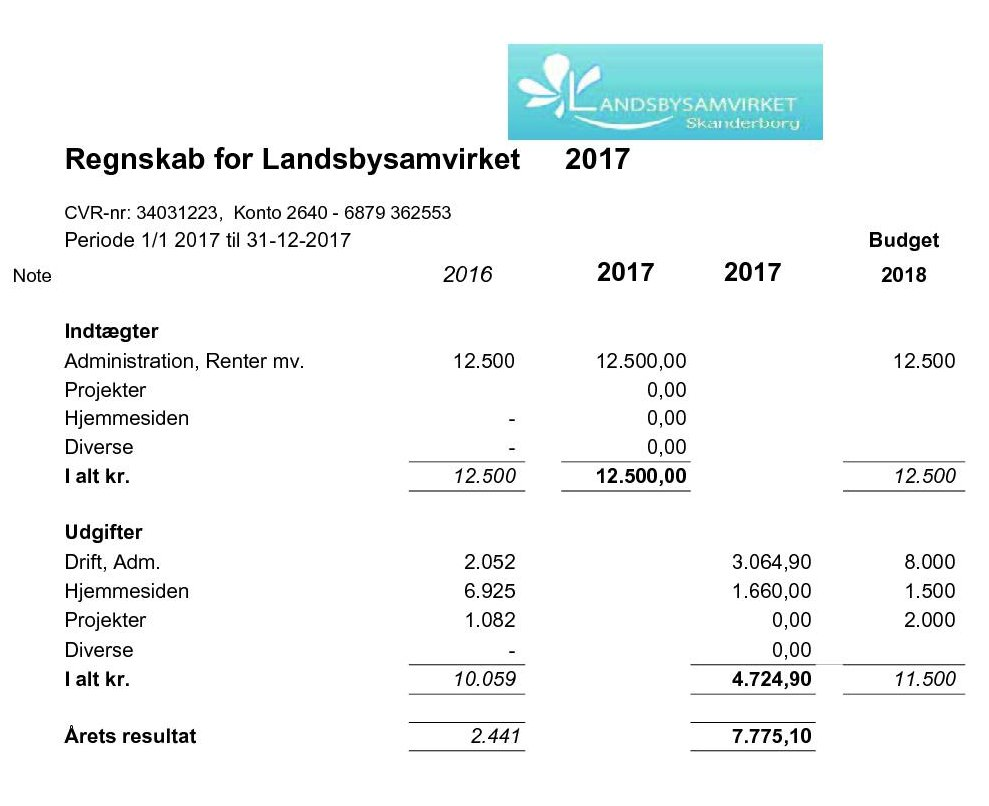 LANDSBYSAMVIRKET
Skanderborg
Regnskab for Landsbysamvirket 2017
CVR-nr: 34031223, Konto 2640 - 6879 362553
Periode 1/1 2017 til 31-12-2017 Budget
Note 2016 2017 2017 2018
Indtægter
Administration, Renter mv. 12.500 12.500,00 12.500
Projekter 0,00
Hjemmesiden - 0,00
Diverse - 0,00
I alt kr. 12.500 12.500,00 12.500
Udgifter
Drift, Adm. 2.052 3.064,90 8.000
Hjemmesiden 6.925 1.660,00 1.500
Projekter 1.082 0,00 2.000
Diverse - 0,00
I alt kr. 10.059 4.724,90 11.500
Årets resultat 2.441 7.775,10